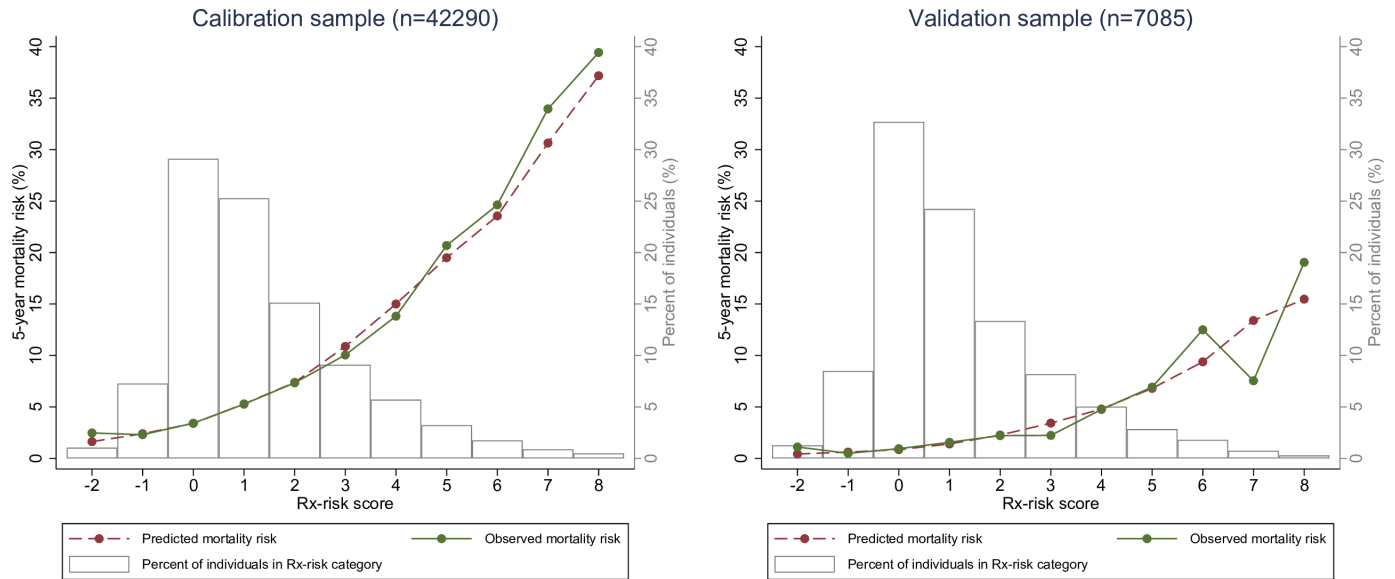 Calibration sample (n=42290)
5-year mortality risk (%)
40
35
30
25
20
15
10
5
0
40
35
30
25
20
15
10
5
0
Percent of individuals (%)
-2 -1 0 1 2 3 4 5 6 7 8
Rx-risk score
Predicted mortality risk
Observed mortality risk
Percent of individuals in Rx-risk category
Validation sample (n=7085)
5-year mortality risk (%)
40
35
30
25
20
15
10
5
0
40
35
30
25
20
15
10
5
0
Percent of individuals (%)
-2 -1 0 1 2 3 4 5 6 7 8
Rx-risk score
Predicted mortality risk
Observed mortality risk
Percent of individuals in Rx-risk category